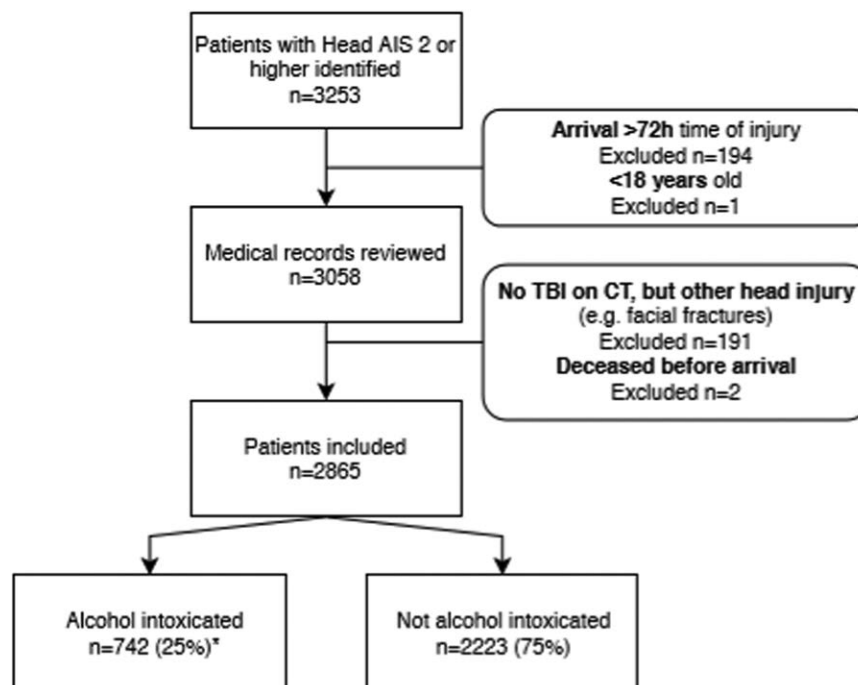 Patients with Head AIS 2 or
higher identified
n=3253
Arrival >72h time of injury
Excluded n=194
<18 years old
Excluded n=1
Medical records reviewed
n=3058
No TBI on CT, but other head injury
(e.g. facial fractures)
Excluded n=191
Deceased before arrival
Excluded n=2
Patients included
n=2865
Alcohol intoxicated
n=742 (25%)*
Not alcohol intoxicated
n=2223 (75%)